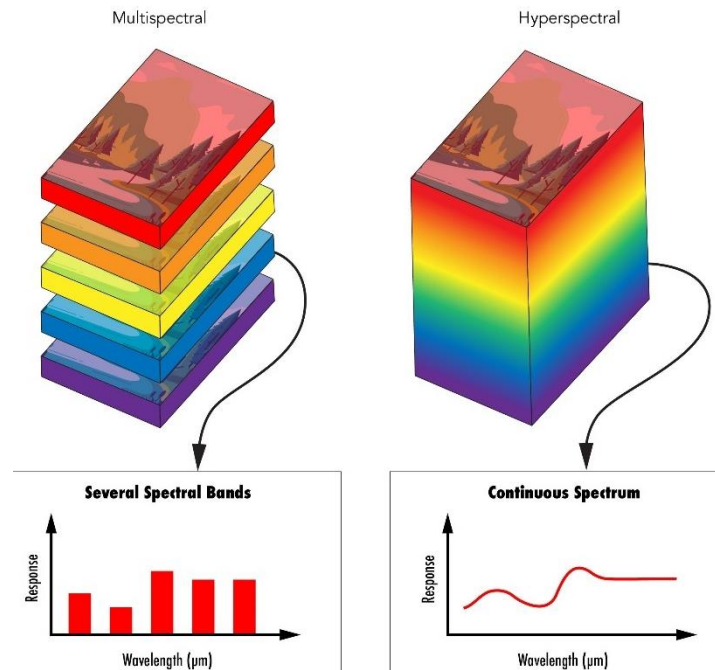 Multispectral
Hyperspectral
Several Spectral Bands
Response
Wavelength (µm)
Continuous Spectrum
Response
Wavelength (µm)